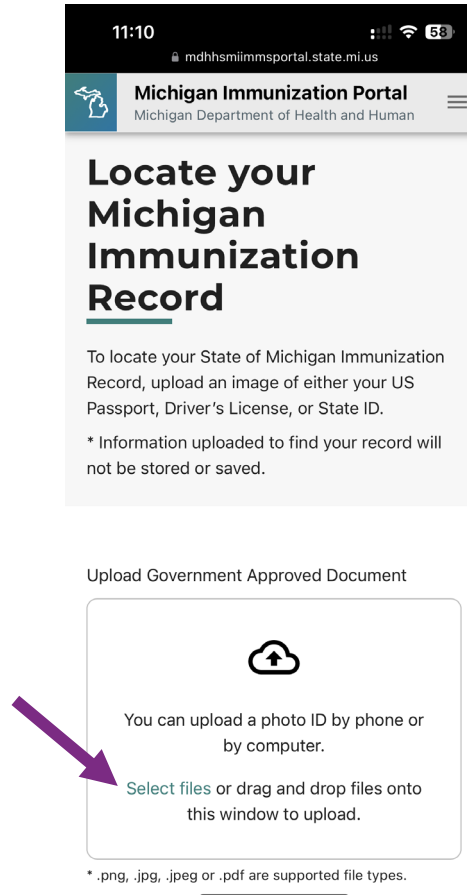 11:10
58
mdhhsmiimmsportal.state.mi.us
Michigan Immunization Portal
Michigan Department of Health and Human
Locate your
Michigan
Immunization
Record
To locate your State of Michigan Immunization
Record, upload an image of either your US
Passport, Driver's License, or State ID.
* Information uploaded to find your record will
not be stored or saved.
Upload Government Approved Document
You can upload a photo ID by phone or
by computer.
Select files or drag and drop files onto
this window to upload.
* .png, .jpg, .jpeg or .pdf are supported file types.